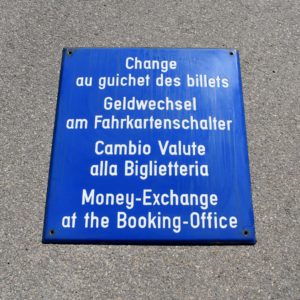 Change
au guichet des billets
Geldwechsel
am Fahrkartenschalter
Cambio Valute
alla Biglietteria
Money-Exchange
at the Booking-Office